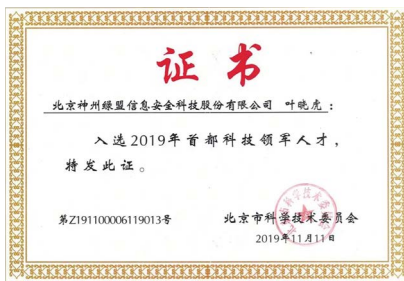 证书
北京神州绿盟信息安全科技股份有限公司 叶晓虎：
入选2019年首都科技领军人才，
特发此证。
第Z191100006119013号
北京市科学技术委员会
2019年11月11日